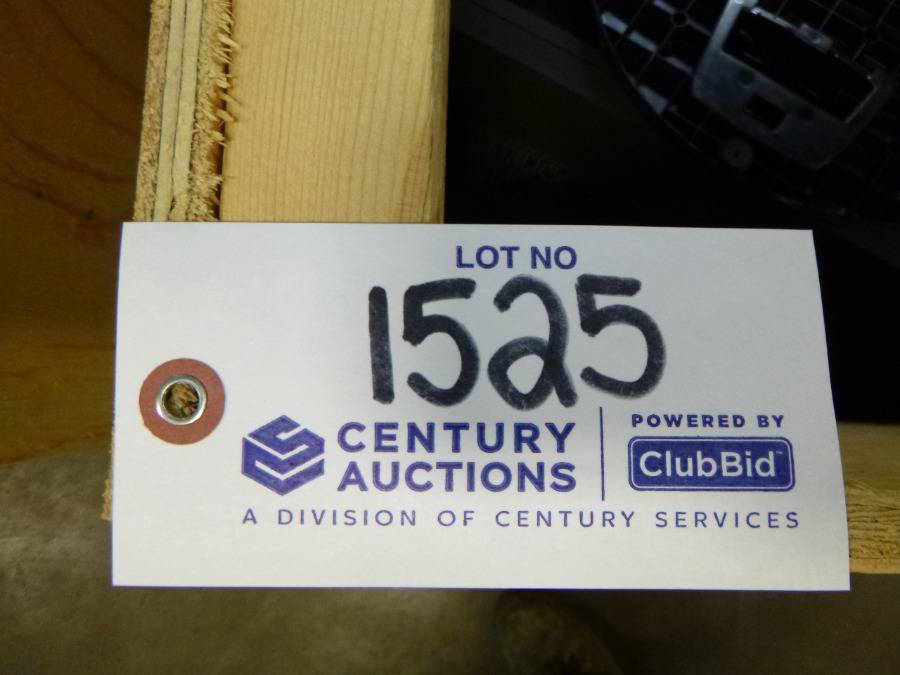 LOT NO
1525
CENTURY
AUCTIONS
POWERED BY
ClubBid™
A DIVISION OF CENTURY SERVICES